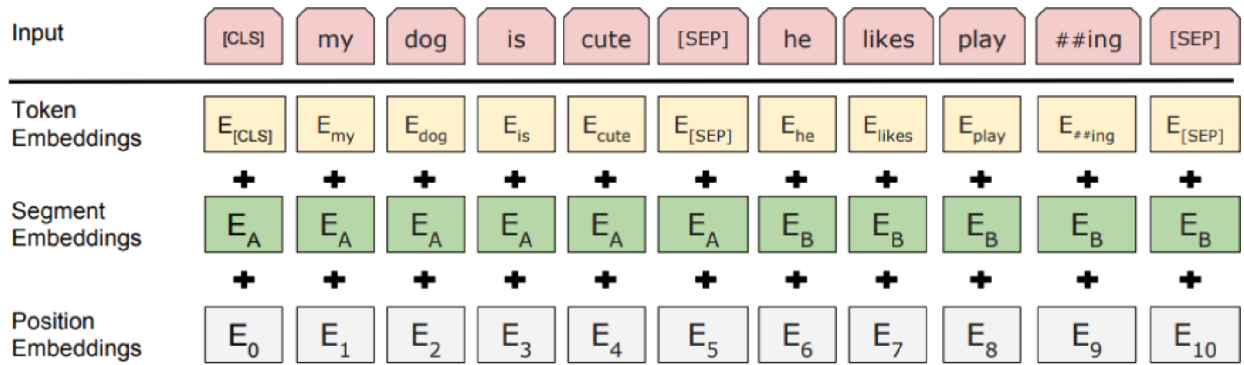 Input [CLS] my dog is cute [SEP] he likes play ##ing [SEP]
Token Embeddings E[CLS] Emy Edog Eis Ecute E[SEP] Ehe Elikes Eplay E##ing E[SEP]
+ + + + + + + + + + +
Segment Embeddings EA EA EA EA EA EA EB EB EB EB EB
+ + + + + + + + + + +
Position Embeddings E0 E1 E2 E3 E4 E5 E6 E7 E8 E9 E10